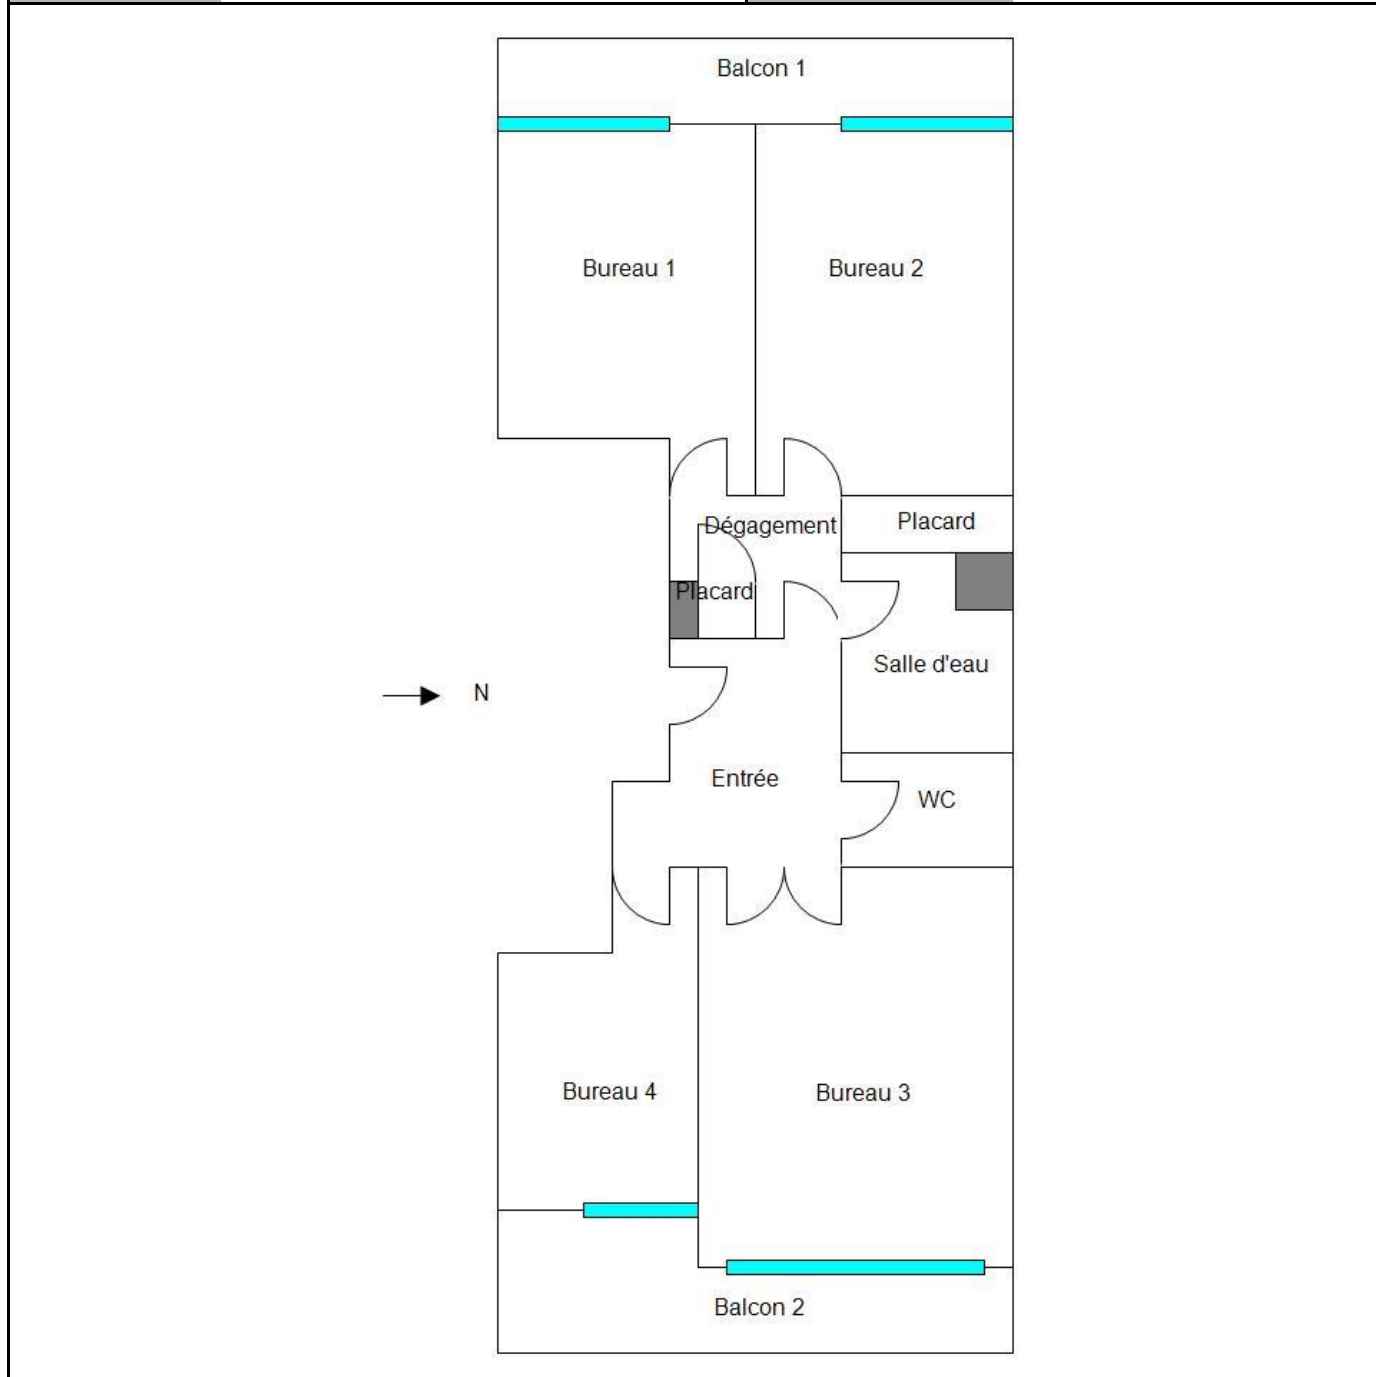 Balcon 1
Bureau 1
Bureau 2
Dégagement
Placard
Placard
Salle d'eau
N
Entrée
WC
Bureau 4
Bureau 3
Balcon 2